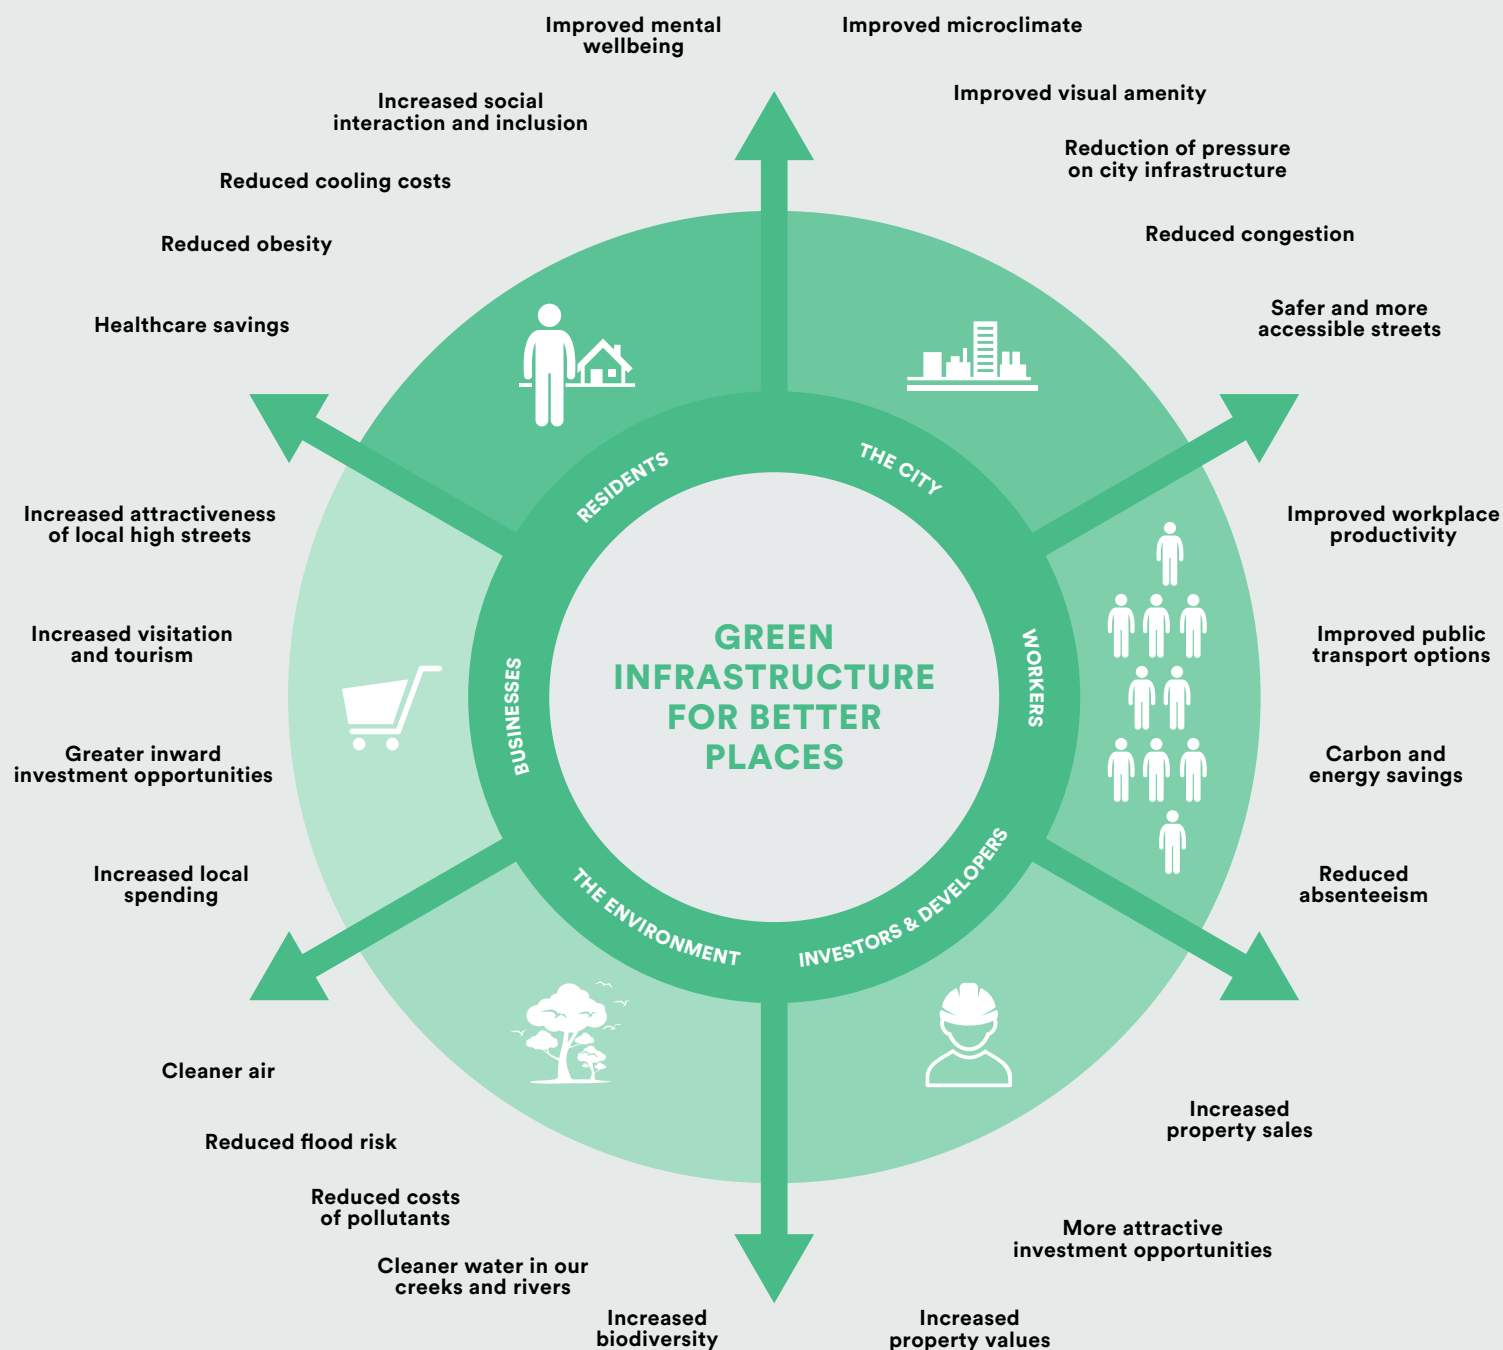 Improved mental
wellbeing
Increased social
interaction and inclusion
Reduced cooling costs
Reduced obesity
Healthcare savings
Improved microclimate
Improved visual amenity
Reduction of pressure
on city infrastructure
Reduced congestion
Safer and more
accessible streets
RESIDENTS
THE CITY
WORKERS
INVESTORS & DEVELOPERS
THE ENVIRONMENT
BUSINESSES
GREEN
INFRASTRUCTURE
FOR BETTER
PLACES
Increased attractiveness
of local high streets
Increased visitation
and tourism
Greater inward
investment opportunities
Increased local
spending
Improved workplace
productivity
Improved public
transport options
Carbon and
energy savings
Reduced
absenteeism
Cleaner air
Reduced flood risk
Reduced costs
of pollutants
Cleaner water in our
creeks and rivers
Increased
biodiversity
Increased
property sales
More attractive
investment opportunities
Increased
property values